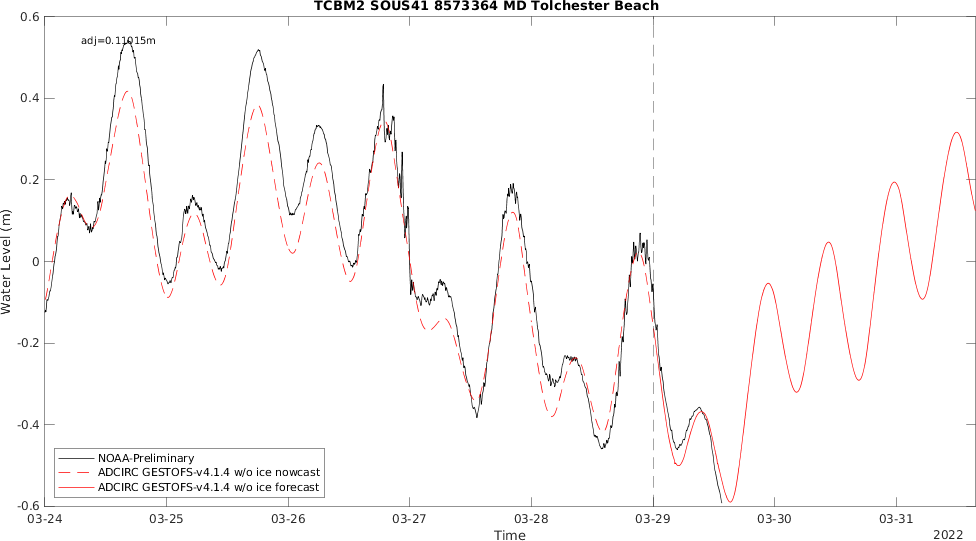 TCBM2 SOUS41 8573364 MD Tolchester Beach
adj=0.11015m
0.6
0.4
0.2
0
-0.2
-0.4
-0.6
Water Level (m)
NOAA-Preliminary
ADCIRC GESTOFS-v4.1.4 w/o ice nowcast
ADCIRC GESTOFS-v4.1.4 w/o ice forecast
03-24 03-25 03-26 03-27 03-28 03-29 03-30 03-31
Time
2022